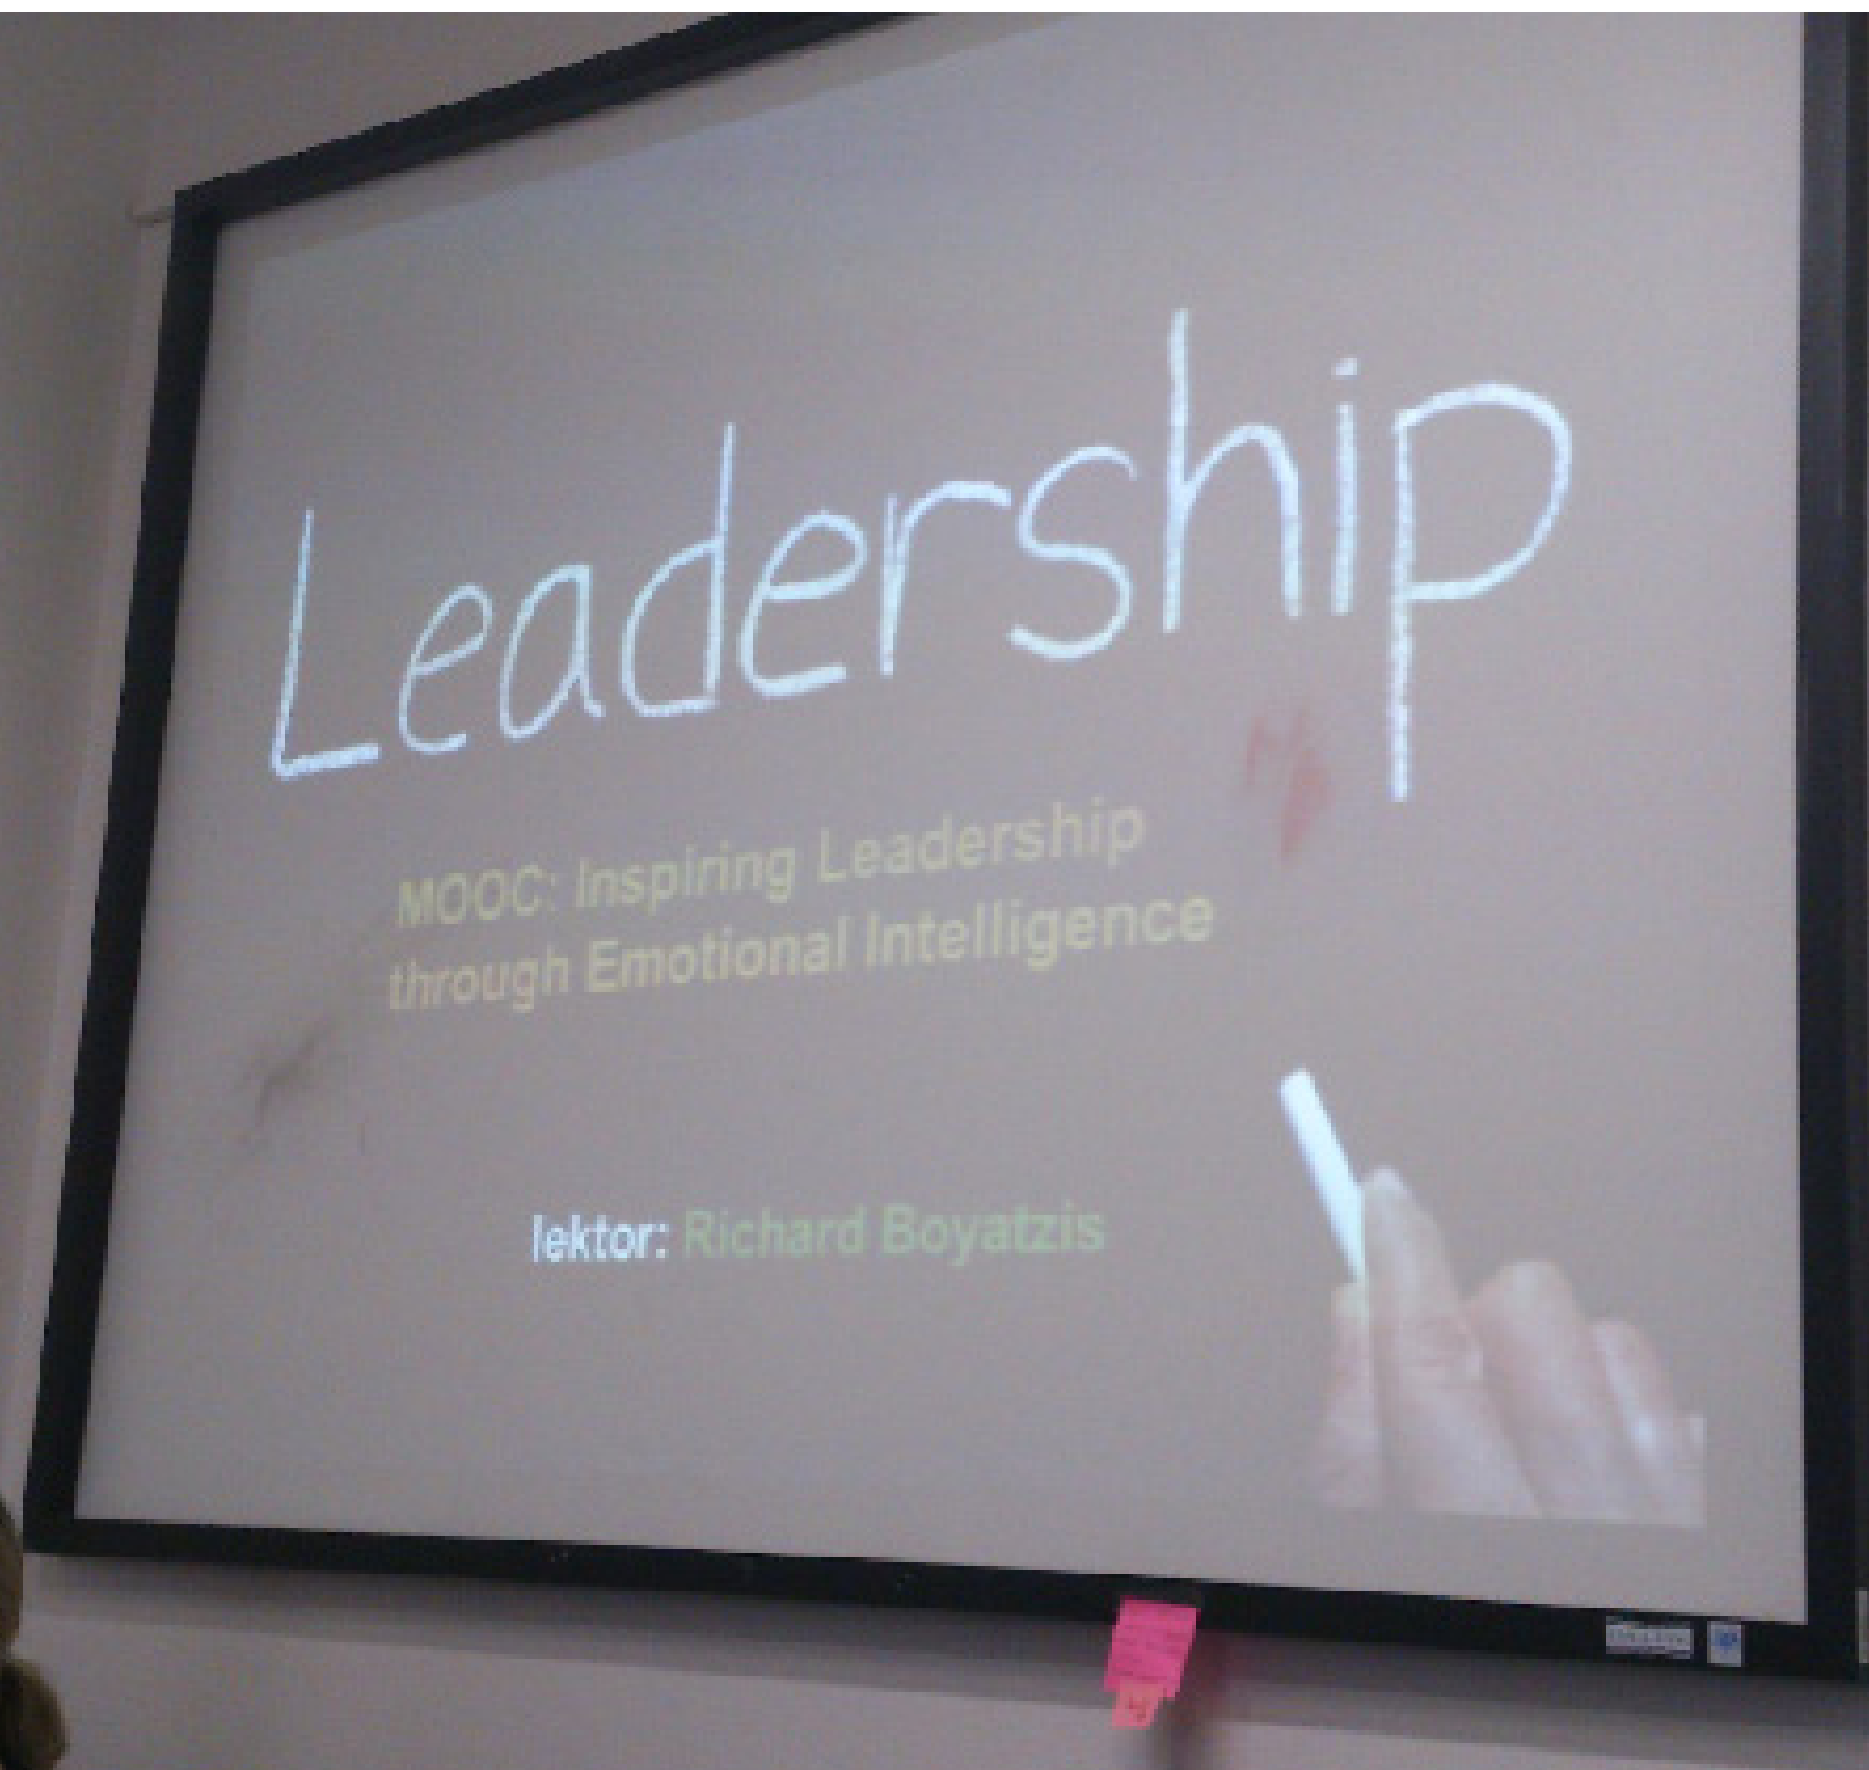 Leadership
MOOC: Inspiring Leadership
through Emotional Intelligence
lektor: Richard Boyatzis